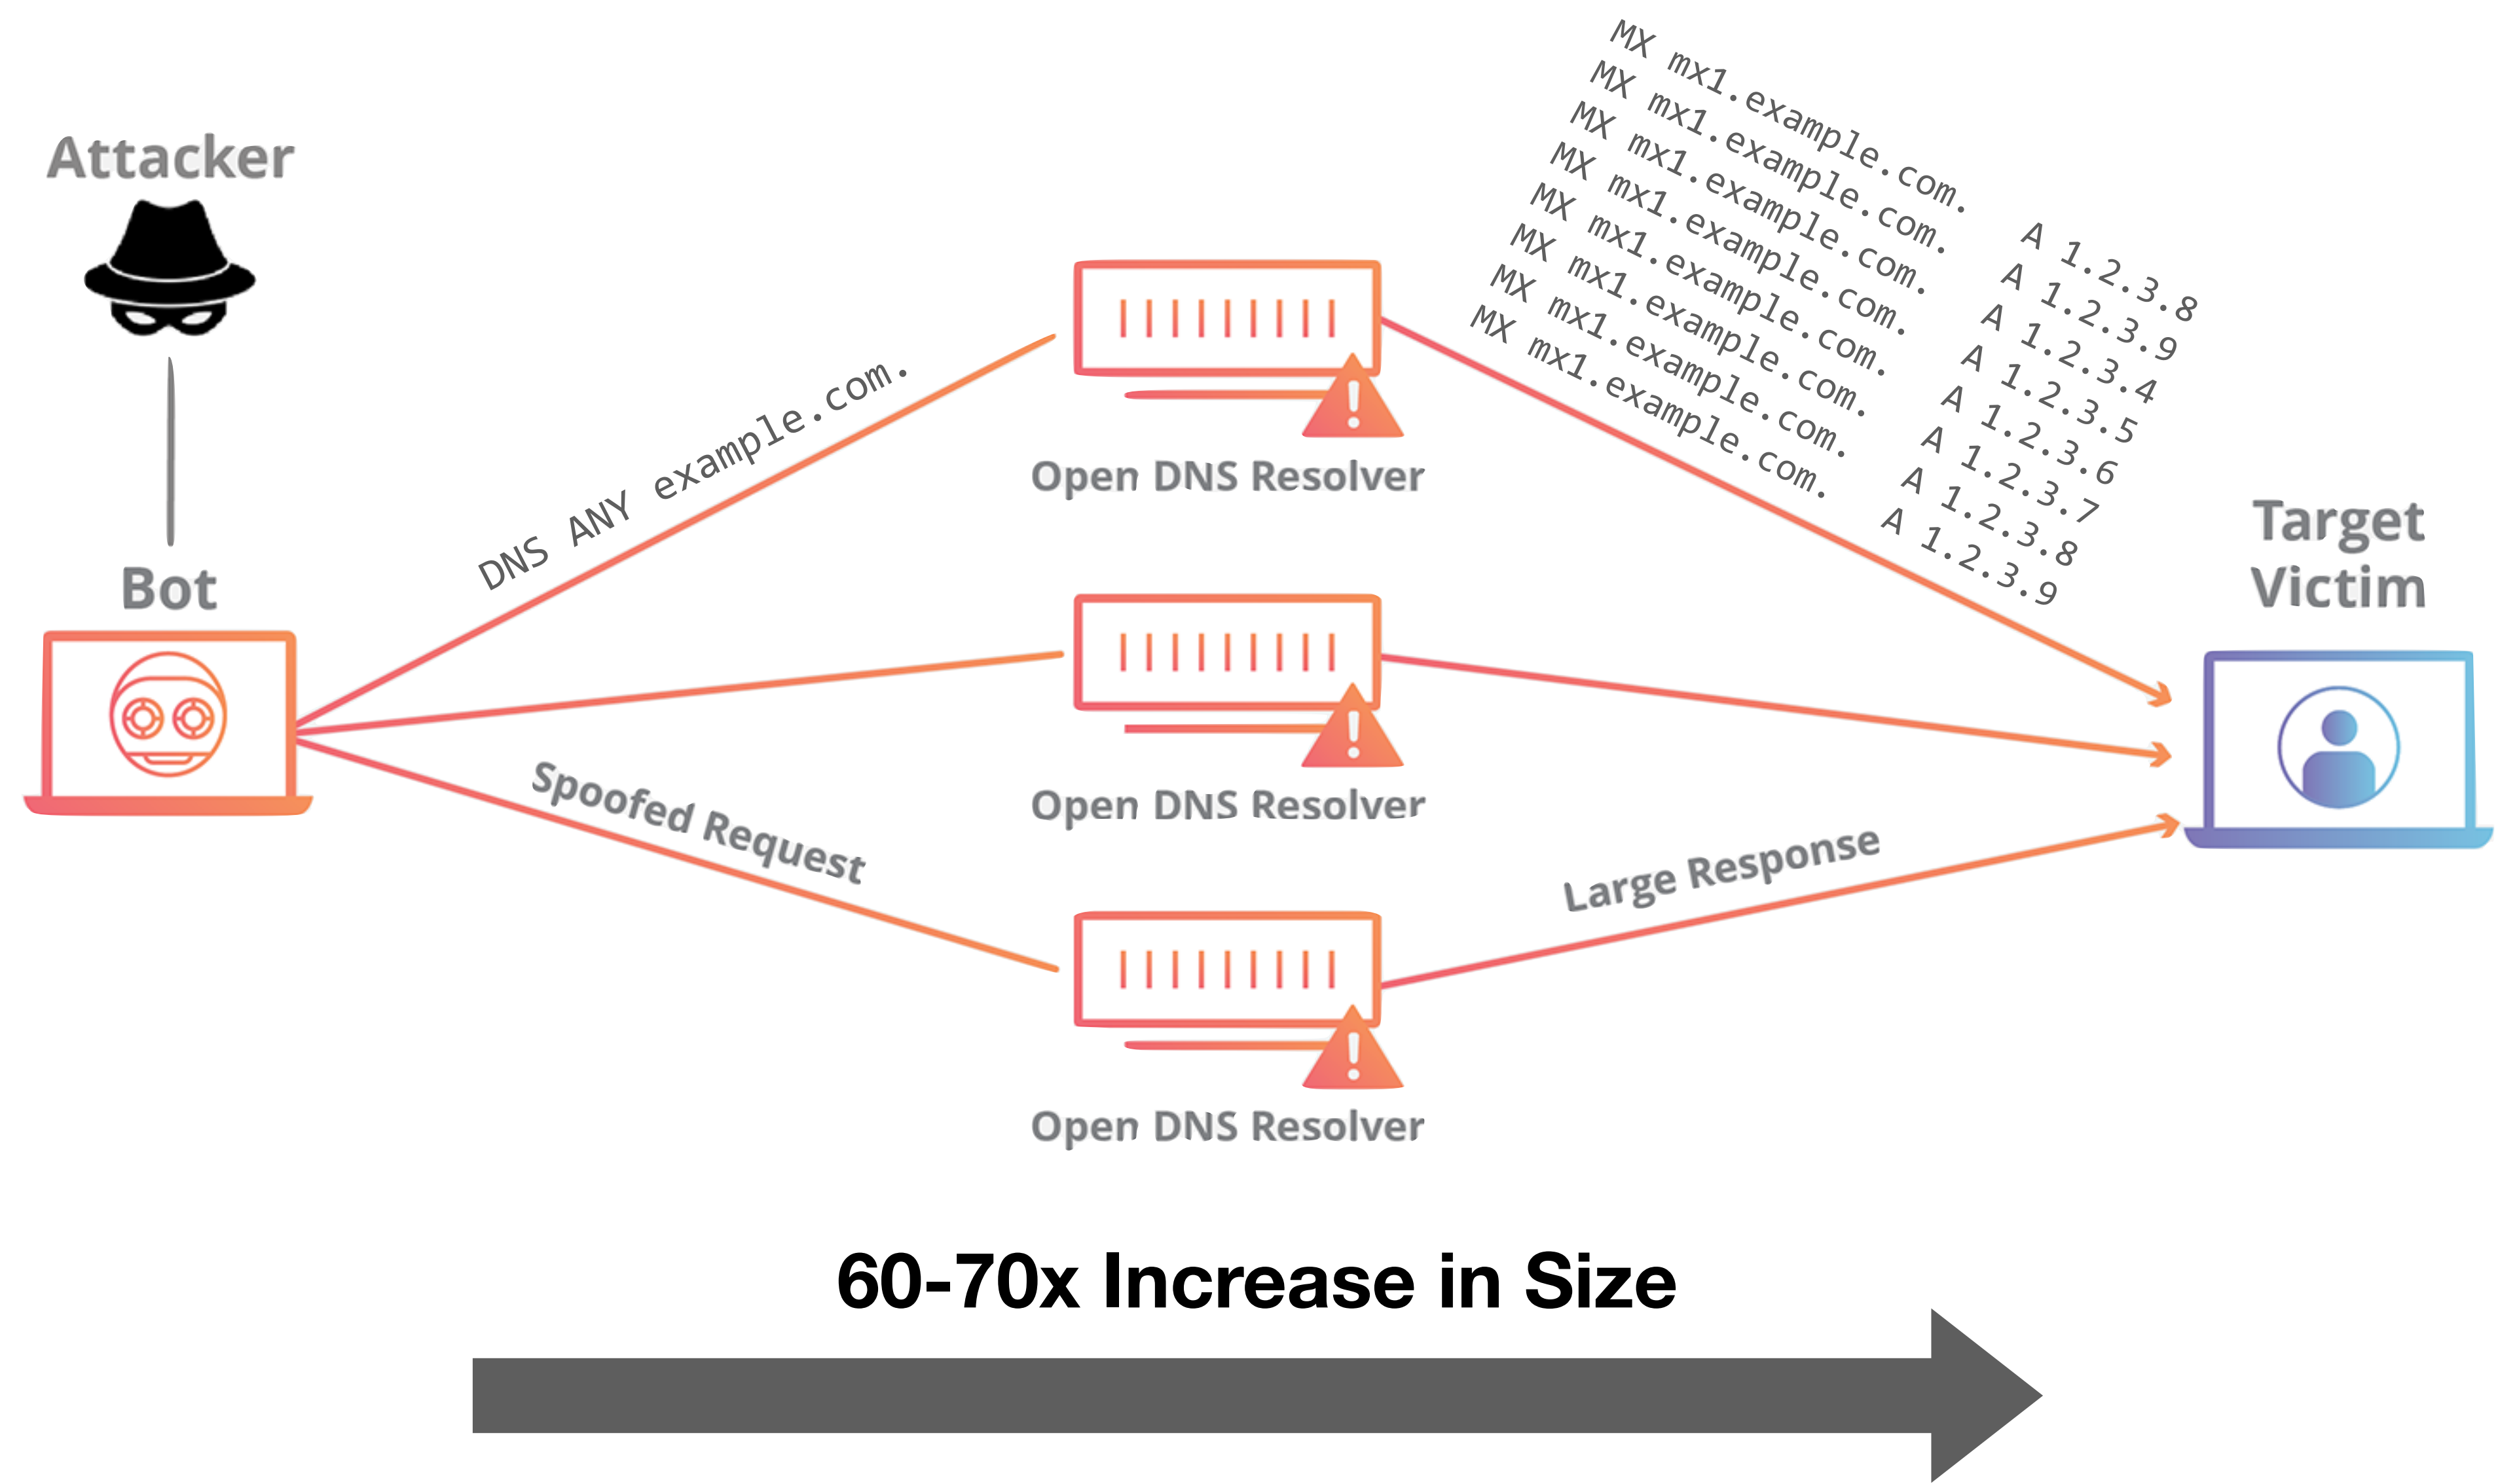 Attacker
Bot
DNS ANY example.com.
Spoofed Request
Open DNS Resolver
Open DNS Resolver
Open DNS Resolver
MX mx1.example.com. A 1.2.3.8
MX mx1.example.com. A 1.2.3.9
MX mx1.example.com. A 1.2.3.4
MX mx1.example.com. A 1.2.3.5
MX mx1.example.com. A 1.2.3.6
MX mx1.example.com. A 1.2.3.7
MX mx1.example.com. A 1.2.3.8
MX mx1.example.com. A 1.2.3.9
Large Response
Target
Victim
60-70x Increase in Size